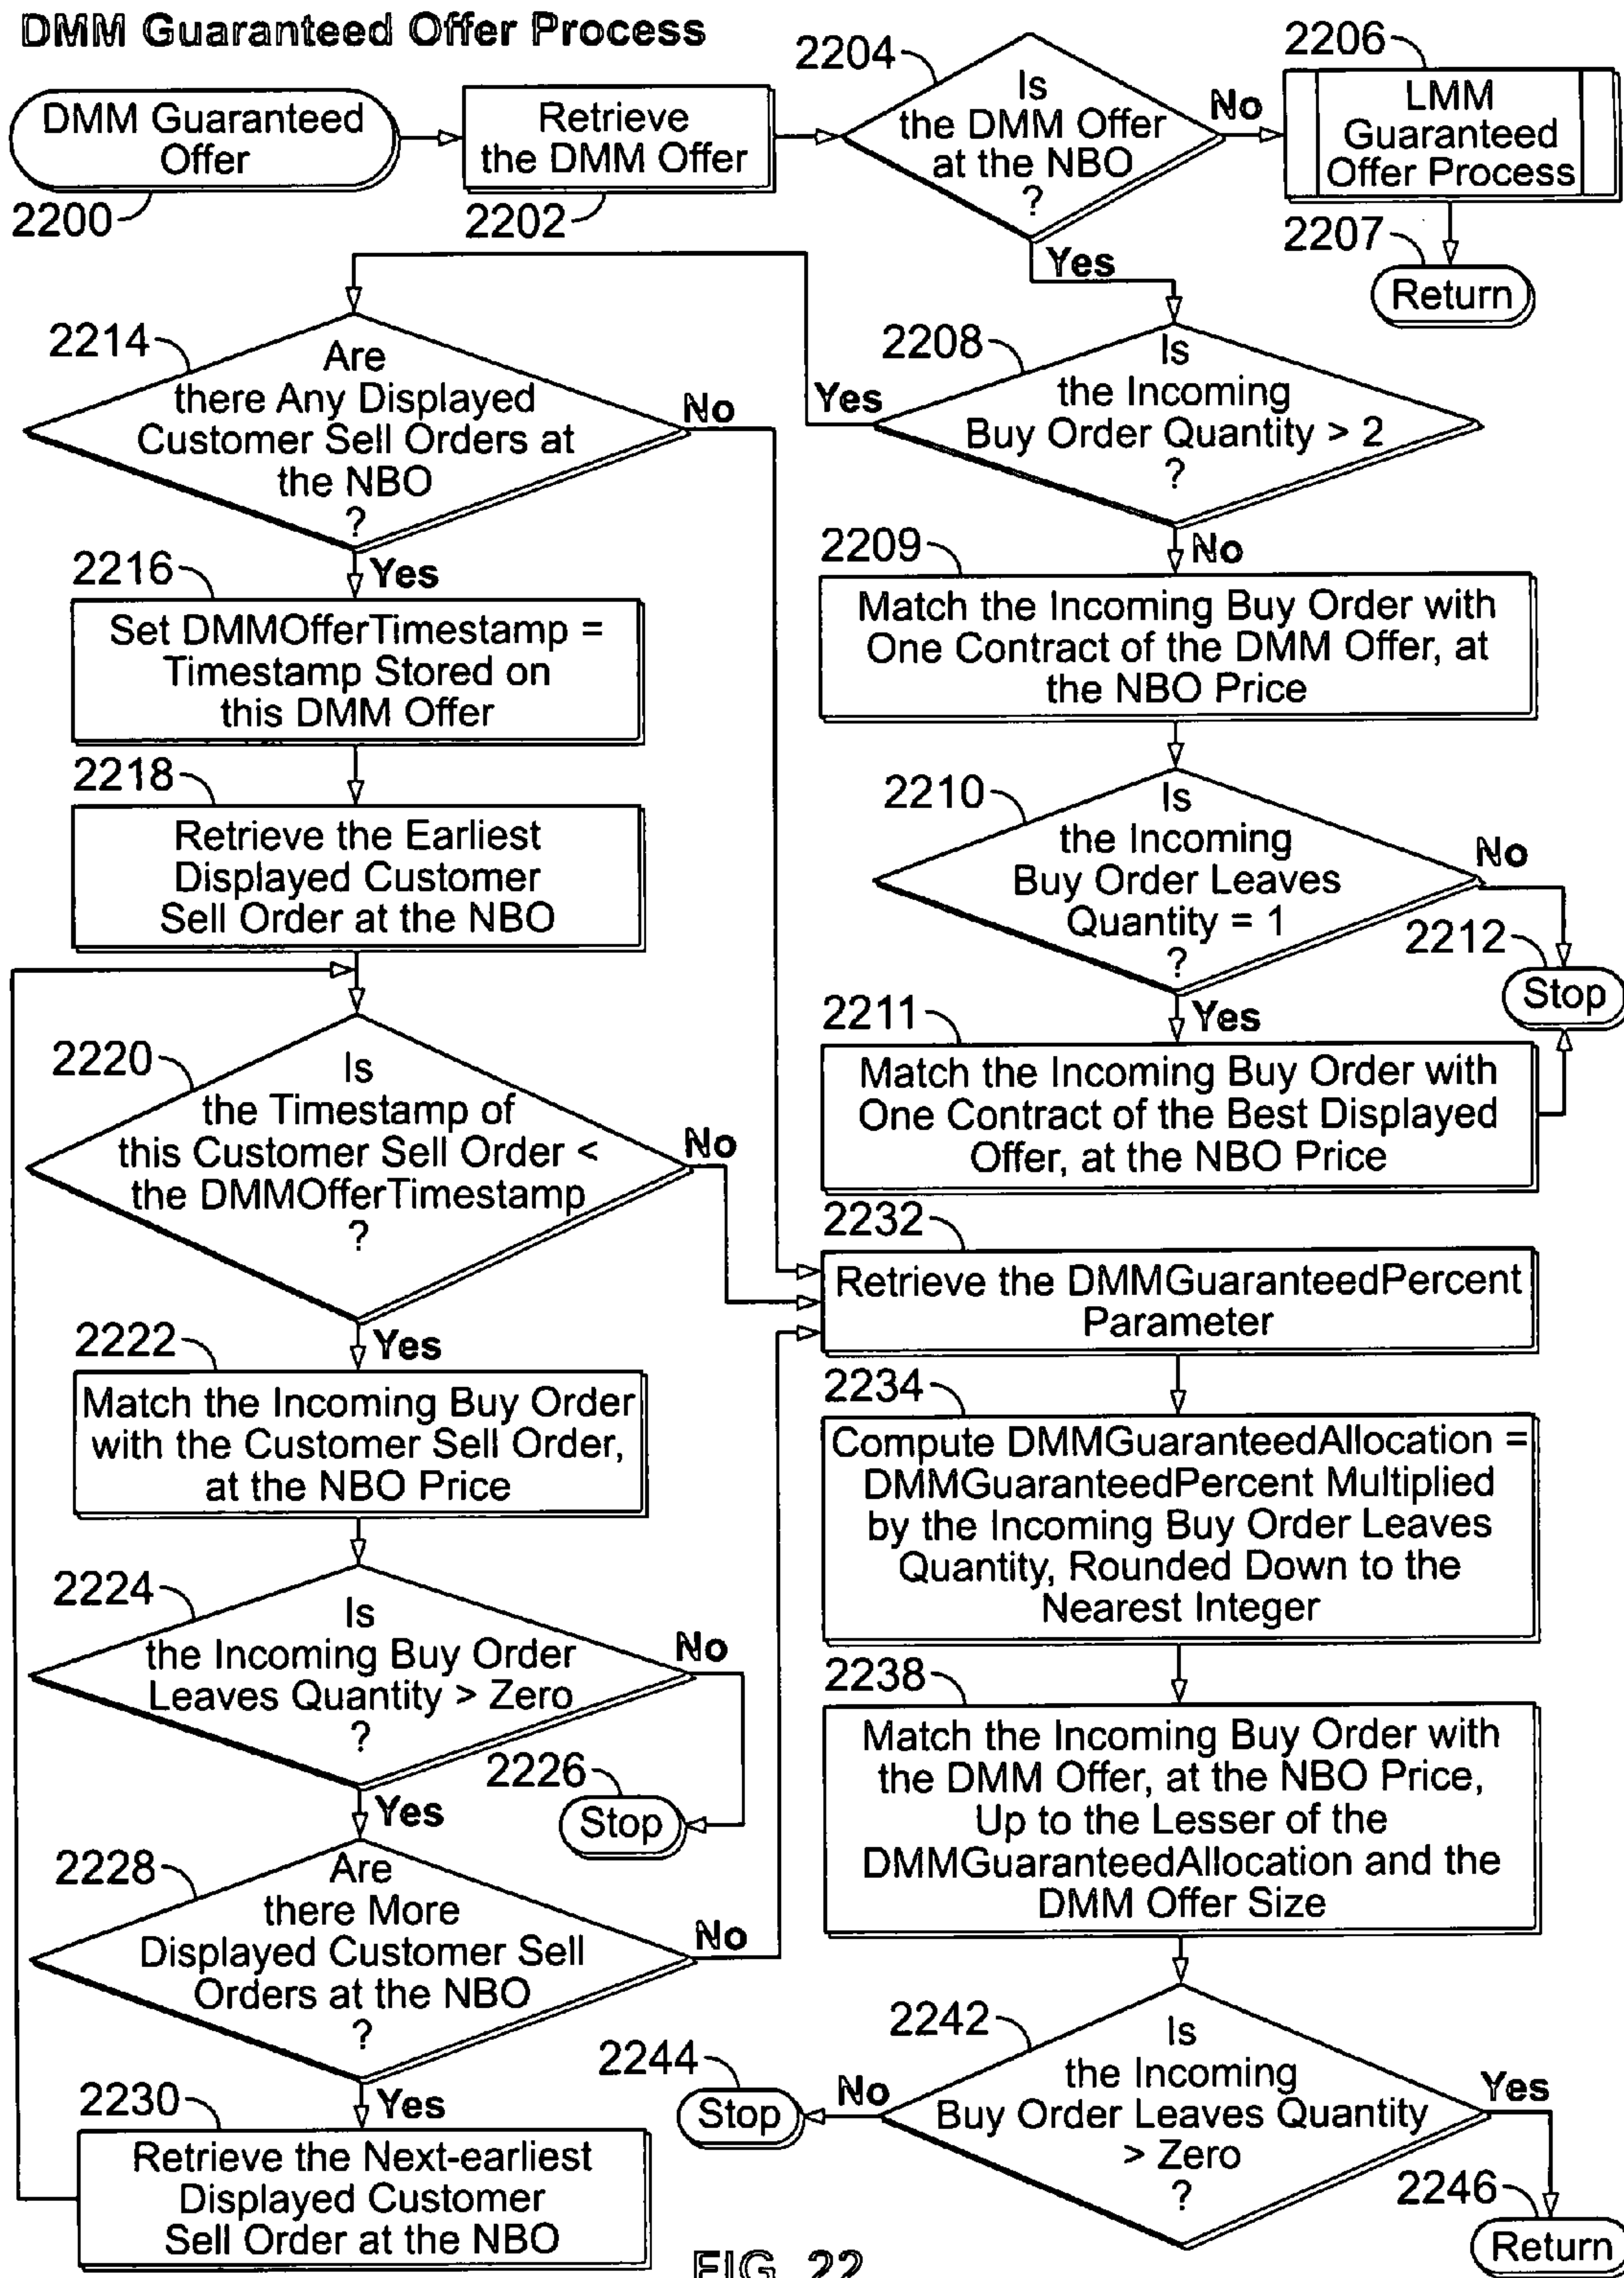 DMM Guaranteed Offer Process
DMM Guaranteed
Offer
2200
Retrieve
the DMM Offer
2202
2204
Is
the DMM Offer
at the NBO
?
No
Yes
2206
LMM
Guaranteed
Offer Process
2207
Return
2208
Is
the Incoming
Buy Order Quantity > 2
?
Yes
No
2209
Match the Incoming Buy Order with
One Contract of the DMM Offer, at
the NBO Price
2210
Is
the Incoming
Buy Order Leaves
Quantity = 1
?
No
Yes
2212
Stop
2211
Match the Incoming Buy Order with
One Contract of the Best Displayed
Offer, at the NBO Price
2214
Are
there Any Displayed
Customer Sell Orders at
the NBO
?
No
Yes
2216
Set DMMOfferTimestamp =
Timestamp Stored on
this DMM Offer
2218
Retrieve the Earliest
Displayed Customer
Sell Order at the NBO
2220
Is
the Timestamp of
this Customer Sell Order <
the DMMOfferTimestamp
?
No
Yes
2222
Match the Incoming Buy Order
with the Customer Sell Order,
at the NBO Price
2224
Is
the Incoming Buy Order
Leaves Quantity > Zero
?
No
Yes
2226
Stop
2228
Are
there More
Displayed Customer Sell
Orders at the NBO
?
No
Yes
2230
Retrieve the Next-earliest
Displayed Customer
Sell Order at the NBO
2232
Retrieve the DMMGuaranteedPercent
Parameter
2234
Compute DMMGuaranteedAllocation =
DMMGuaranteedPercent Multiplied
by the Incoming Buy Order Leaves
Quantity, Rounded Down to the
Nearest Integer
2238
Match the Incoming Buy Order with
the DMM Offer, at the NBO Price,
Up to the Lesser of the
DMMGuaranteedAllocation and the
DMM Offer Size
2242
Is
the Incoming
Buy Order Leaves Quantity
> Zero
?
No
Yes
2244
Stop
2246
Return
FIG. 22